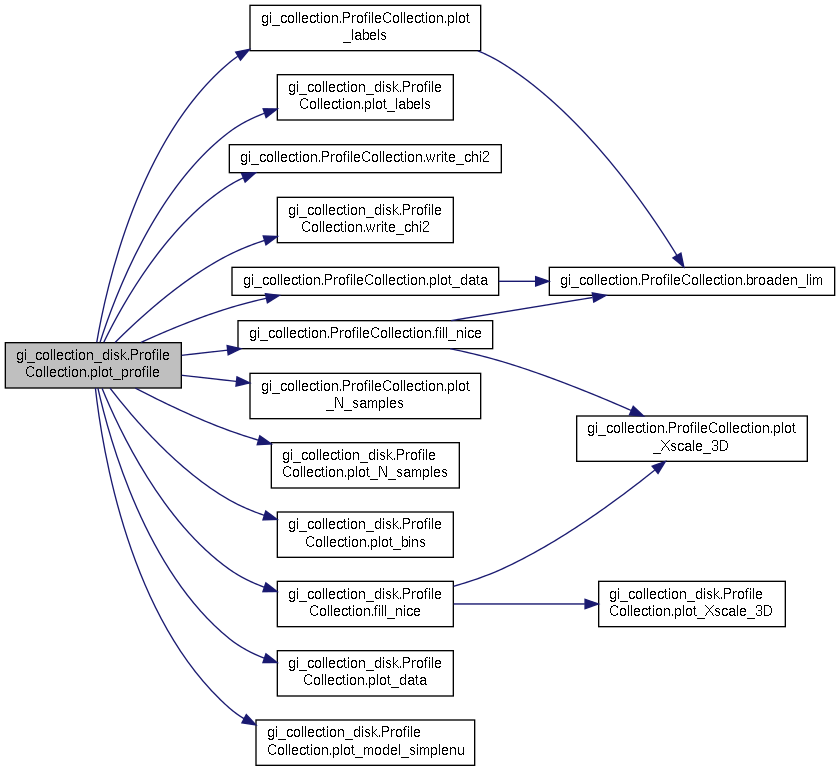 gi_collection.ProfileCollection.plot
_labels
gi_collection_disk.Profile
Collection.plot_labels
gi_collection.ProfileCollection.write_chi2
gi_collection_disk.Profile
Collection.write_chi2
gi_collection.ProfileCollection.plot_data
gi_collection.ProfileCollection.broaden_lim
gi_collection.ProfileCollection.fill_nice
gi_collection_disk.Profile
Collection.plot_profile
gi_collection.ProfileCollection.plot
_N_samples
gi_collection.ProfileCollection.plot
_Xscale_3D
gi_collection_disk.Profile
Collection.plot_N_samples
gi_collection_disk.Profile
Collection.plot_bins
gi_collection_disk.Profile
Collection.fill_nice
gi_collection_disk.Profile
Collection.plot_Xscale_3D
gi_collection_disk.Profile
Collection.plot_data
gi_collection_disk.Profile
Collection.plot_model_simplenu